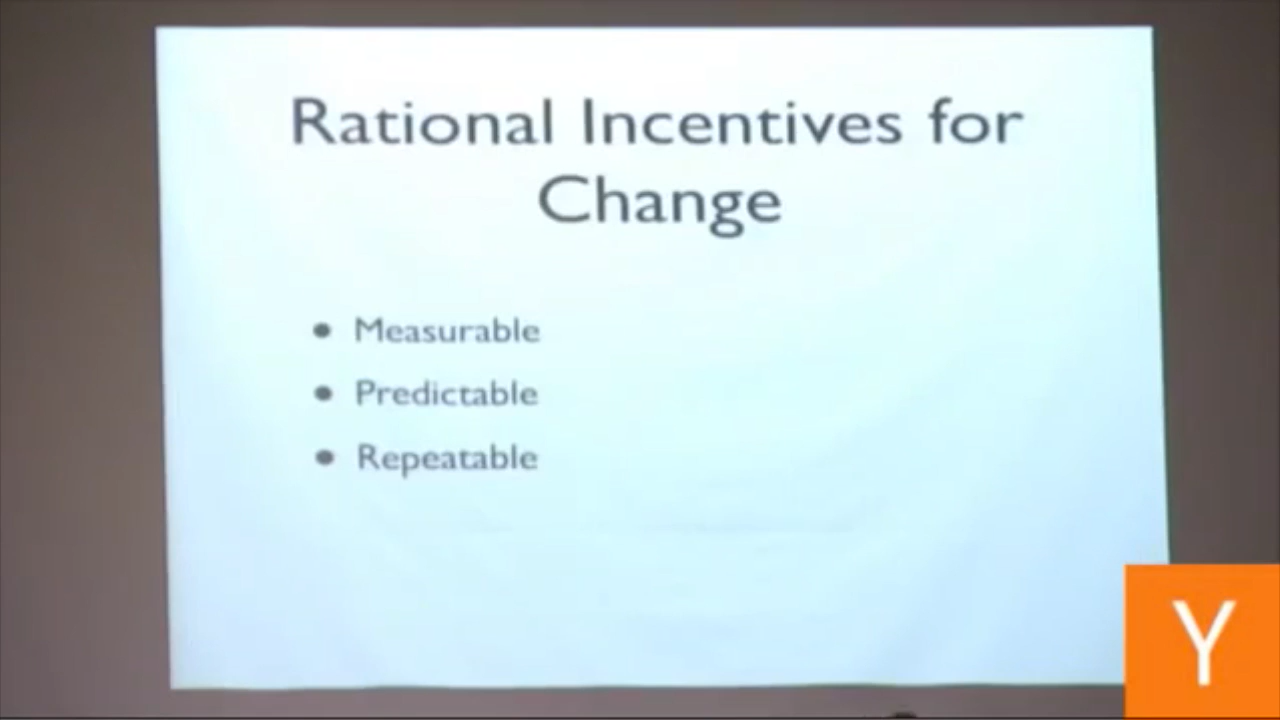 Rational Incentives for
Change
• Measurable
• Predictable
• Repeatable
Y